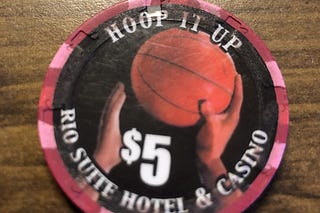 HOOP IT UP
$5
RIO SUITE HOTEL & CASINO